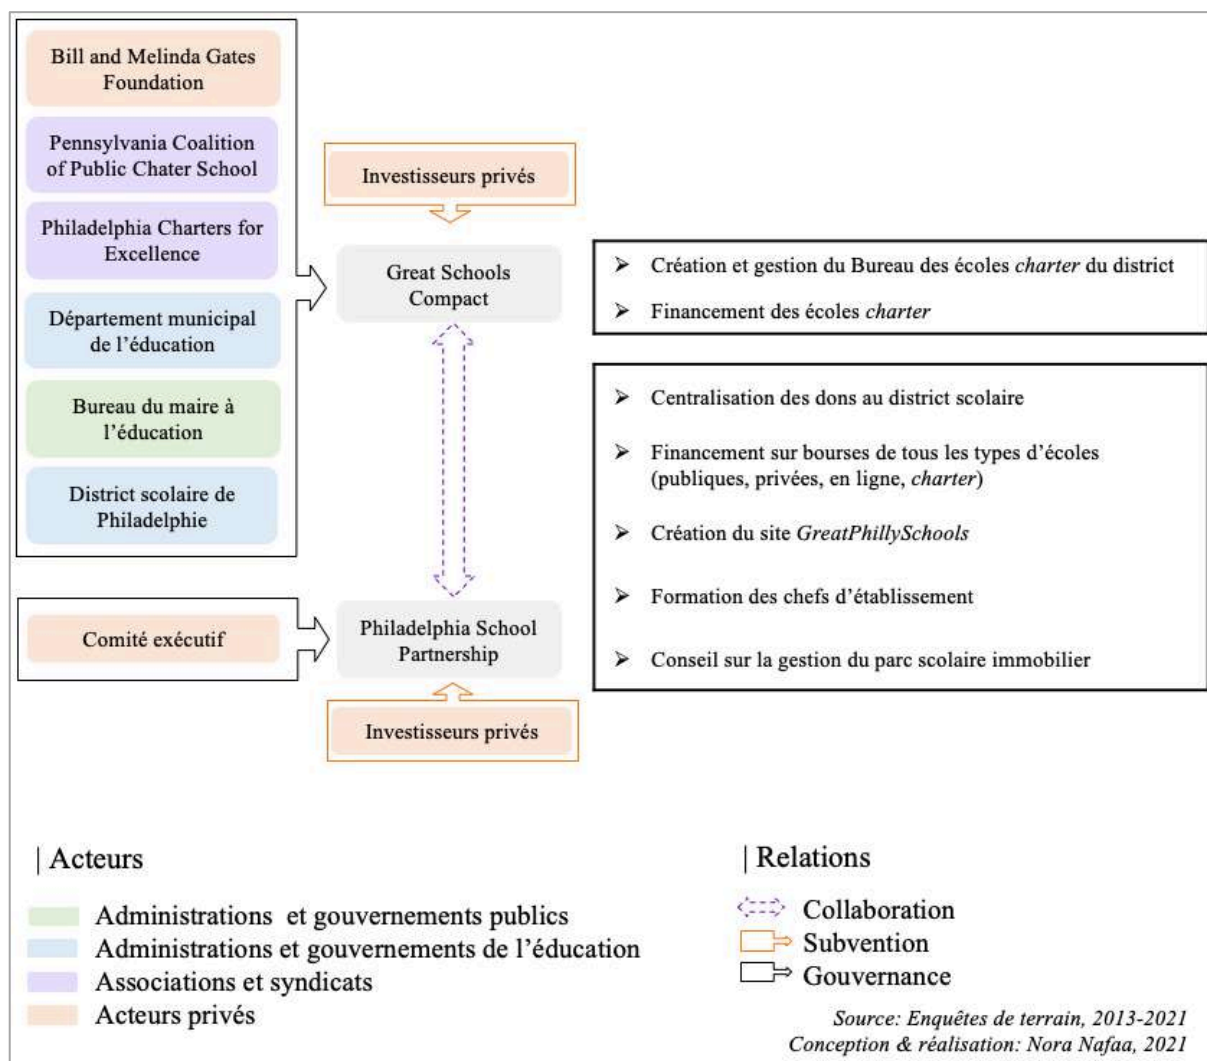 Bill and Melinda Gates
Foundation
Pennsylvania Coalition
of Public Chater School
Philadelphia Charters for
Excellence
Département municipal
de l’éducation
Bureau du maire à
l’éducation
District scolaire de
Philadelphie
Comité exécutif
Investisseurs privés
Great Schools
Compact
Philadelphia School
Partnership
Investisseurs privés
➢ Création et gestion du Bureau des écoles charter du district
➢ Financement des écoles charter
➢ Centralisation des dons au district scolaire
➢ Financement sur bourses de tous les types d’écoles
(publiques, privées, en ligne, charter)
➢ Création du site GreatPhillySchools
➢ Formation des chefs d’établissement
➢ Conseil sur la gestion du parc scolaire immobilier
| Acteurs
Administrations et gouvernements publics
Administrations et gouvernements de l’éducation
Associations et syndicats
Acteurs privés
| Relations
Collaboration
Subvention
Gouvernance
Source: Enquêtes de terrain, 2013-2021
Conception & réalisation: Nora Nafaa, 2021